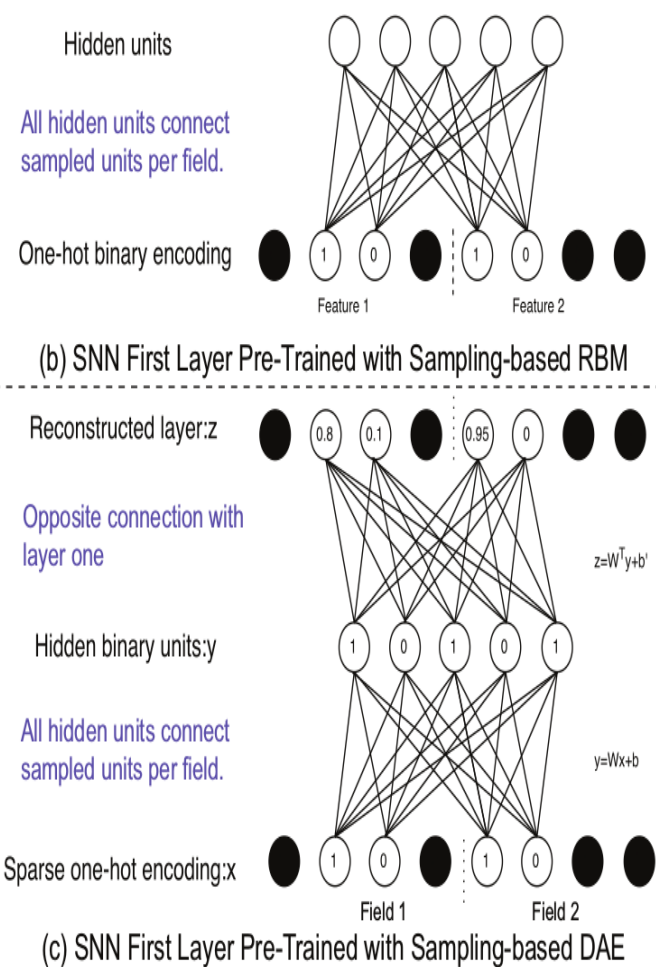 Hidden units
All hidden units connect
sampled units per field.
One-hot binary encoding
1 0 1 0
Feature 1 Feature 2
(b) SNN First Layer Pre-Trained with Sampling-based RBM
Reconstructed layer:z
0.8 0.1 0.95 0
Opposite connection with
layer one
z=Wᵀy+b'
Hidden binary units:y
1 0 1 0 1
All hidden units connect
sampled units per field.
y=Wx+b
Sparse one-hot encoding:x
1 0 1 0
Field 1 Field 2
(c) SNN First Layer Pre-Trained with Sampling-based DAE